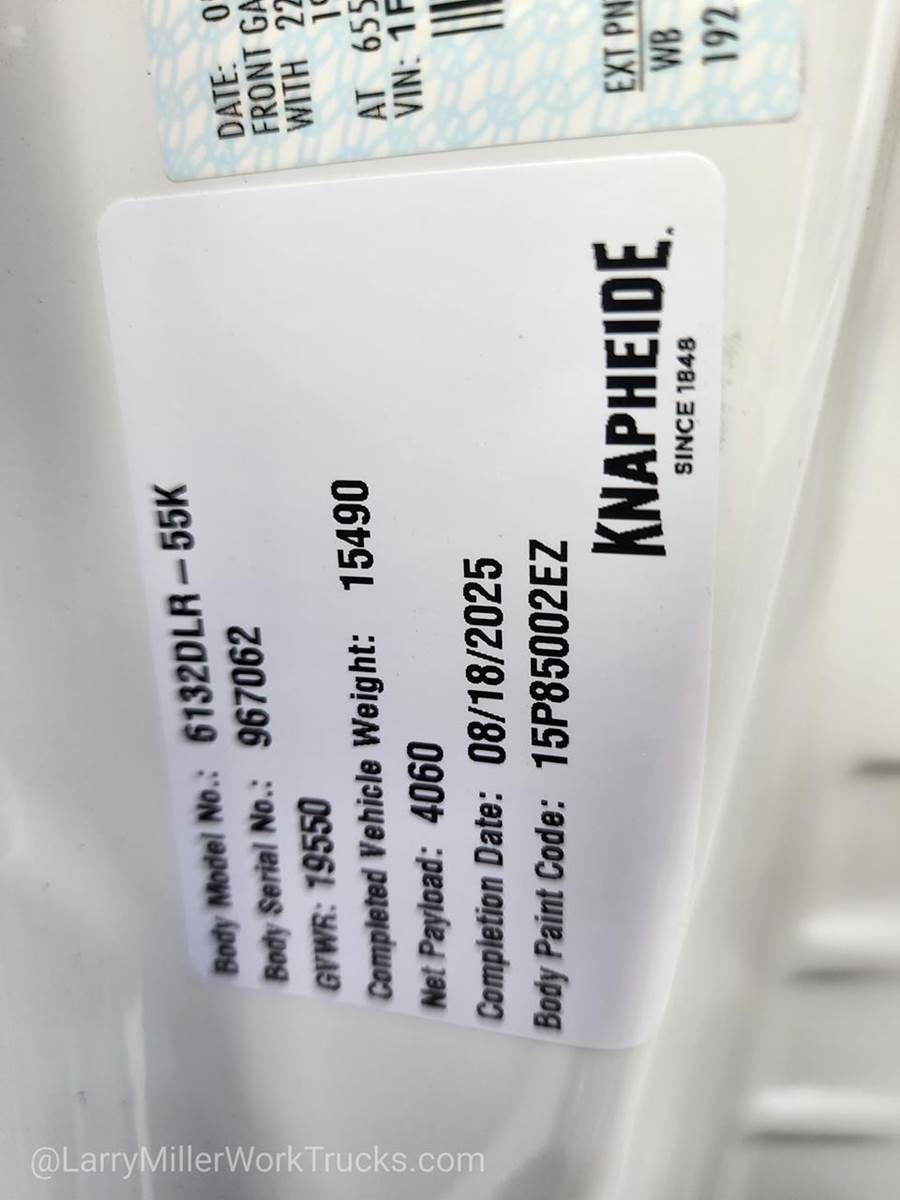 DATE:
FRONT GA
WITH 22
AT 655
VIN: 1F
EXT PN
WB
192
Body Model No.: 6132DLR-55K
Body Serial No.: 967062
GVWR: 19550
Completed Vehicle Weight: 15490
Net Payload: 4060
Completion Date: 08/18/2025
Body Paint Code: 15P85002EZ
KNAPHEIDE
SINCE 1848
@LarryMillerWorkTrucks.com